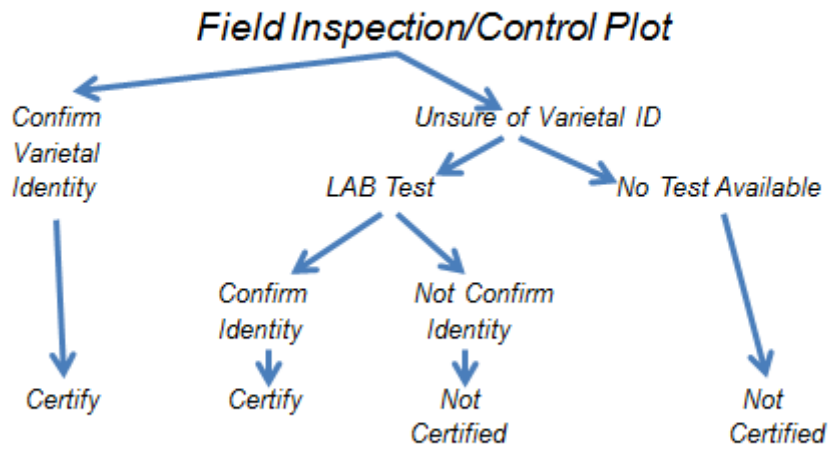 Field Inspection/Control Plot
Confirm
Varietal
Identity
Unsure of Varietal ID
LAB Test
No Test Available
Confirm
Identity
Not Confirm
Identity
Certify
Certify
Not
Certified
Not
Certified